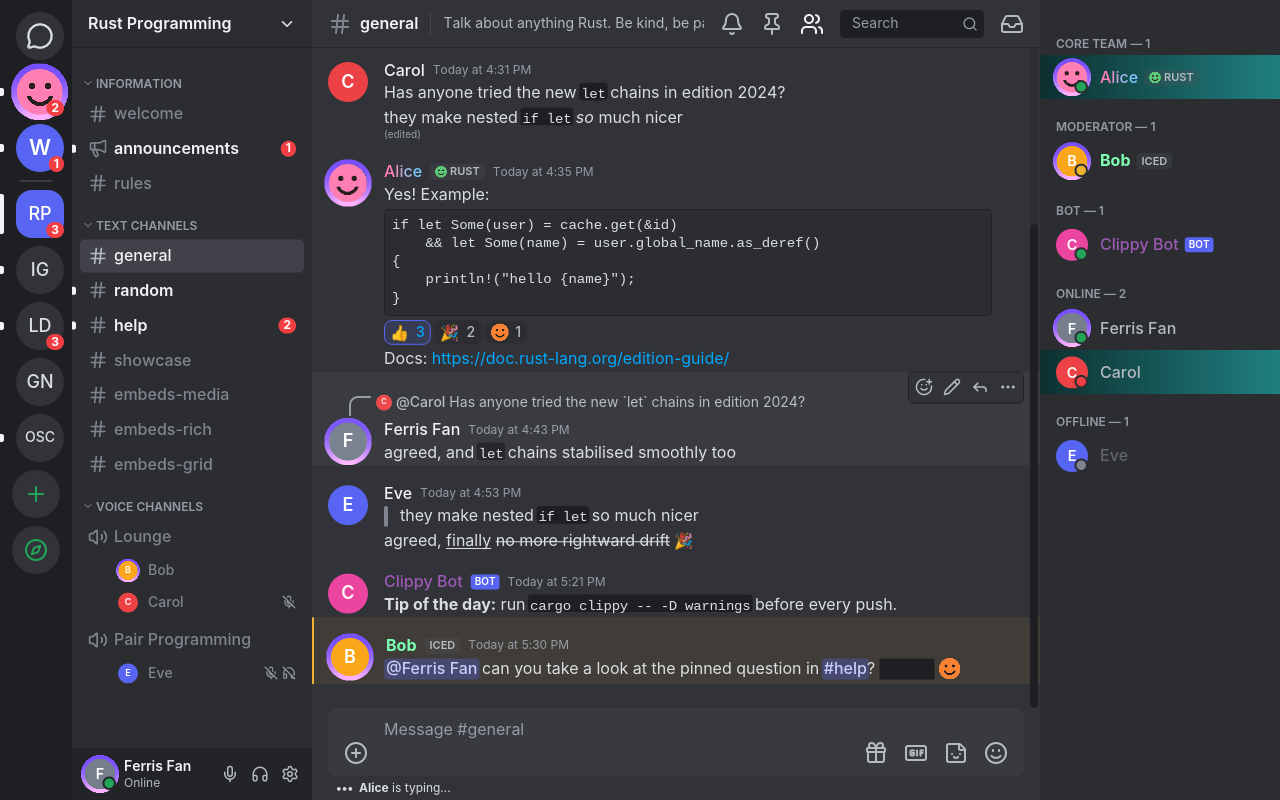 2
W
1
RP
3
IG
LD
3
GN
OSC
Rust Programming
INFORMATION
welcome
announcements
1
rules
TEXT CHANNELS
general
random
help
2
showcase
embeds-media
embeds-rich
embeds-grid
VOICE CHANNELS
Lounge
B Bob
C Carol
Pair Programming
E Eve
F Ferris Fan
Online
general
Talk about anything Rust. Be kind, be pa
Search
C Carol Today at 4:31 PM
Has anyone tried the new let chains in edition 2024?
they make nested if let so much nicer
(edited)
Alice RUST Today at 4:35 PM
Yes! Example:
if let Some(user) = cache.get(&id)
    && let Some(name) = user.global_name.as_deref()
{
    println!("hello {name}");
}
👍 3 🎉 2 1
Docs: https://doc.rust-lang.org/edition-guide/
C @Carol Has anyone tried the new `let` chains in edition 2024?
F Ferris Fan Today at 4:43 PM
agreed, and let chains stabilised smoothly too
E Eve Today at 4:53 PM
they make nested if let so much nicer
agreed, finally no more rightward drift 🎉
C Clippy Bot BOT Today at 5:21 PM
Tip of the day: run cargo clippy -- -D warnings before every push.
B Bob ICED Today at 5:30 PM
@Ferris Fan can you take a look at the pinned question in #help?
Message #general
GIF
Alice is typing...
CORE TEAM — 1
Alice RUST
MODERATOR — 1
B Bob ICED
BOT — 1
C Clippy Bot BOT
ONLINE — 2
F Ferris Fan
C Carol
OFFLINE — 1
E Eve